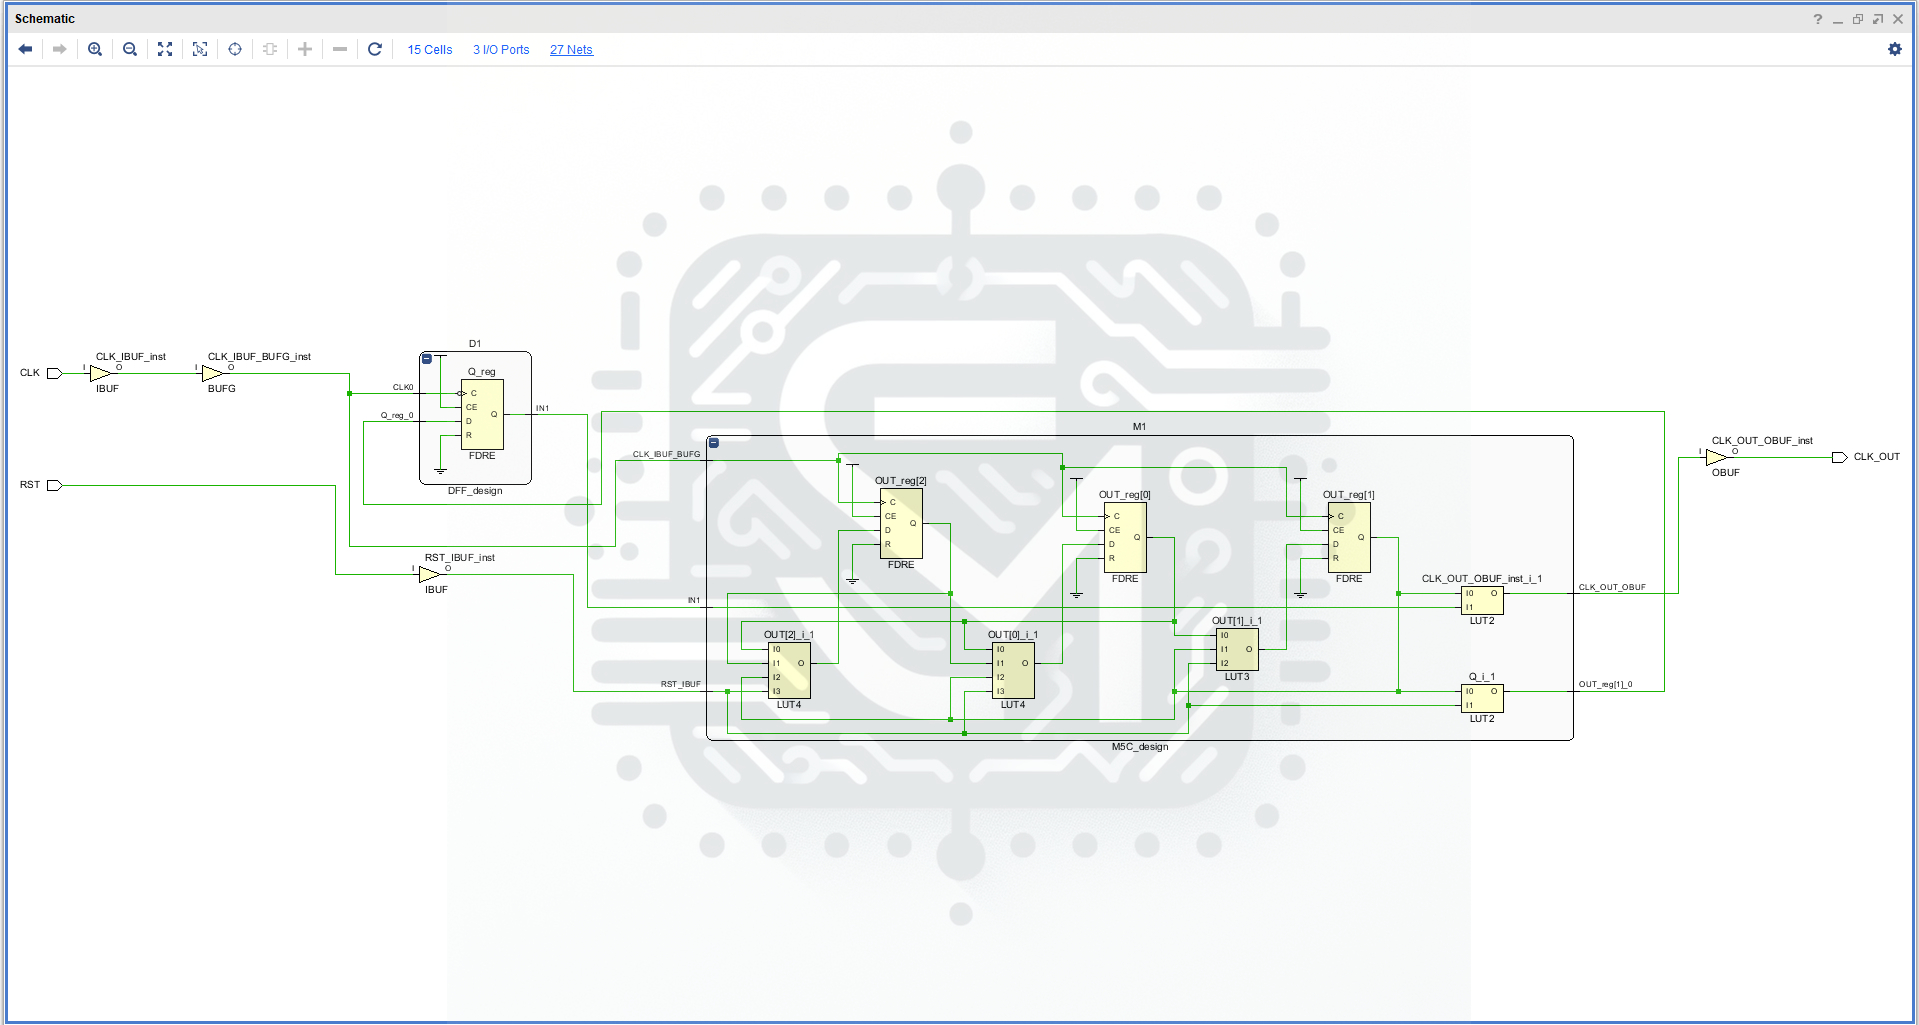 Schematic
15 Cells 3 I/O Ports 27 Nets
CLK
CLK_IBUF_inst
I O
IBUF
CLK_IBUF_BUFG_inst
I O
BUFG
RST
RST_IBUF_inst
I O
IBUF
D1
Q_reg
CLK0
Q_reg_0
C
CE
D
R
Q
IN1
FDRE
DFF_design
M1
CLK_IBUF_BUFG
IN1
RST_IBUF
OUT_reg[2]
C
CE
D
R
Q
FDRE
OUT_reg[0]
C
CE
D
R
Q
FDRE
OUT_reg[1]
C
CE
D
R
Q
FDRE
OUT[2]_i_1
I0
I1
I2
I3
O
LUT4
OUT[0]_i_1
I0
I1
I2
I3
O
LUT4
OUT[1]_i_1
I0
I1
I2
O
LUT3
CLK_OUT_OBUF_inst_i_1
I0 O
I1
LUT2
Q_i_1
I0 O
I1
LUT2
CLK_OUT_OBUF
OUT_reg[1]_0
M5C_design
CLK_OUT_OBUF_inst
I O
OBUF
CLK_OUT